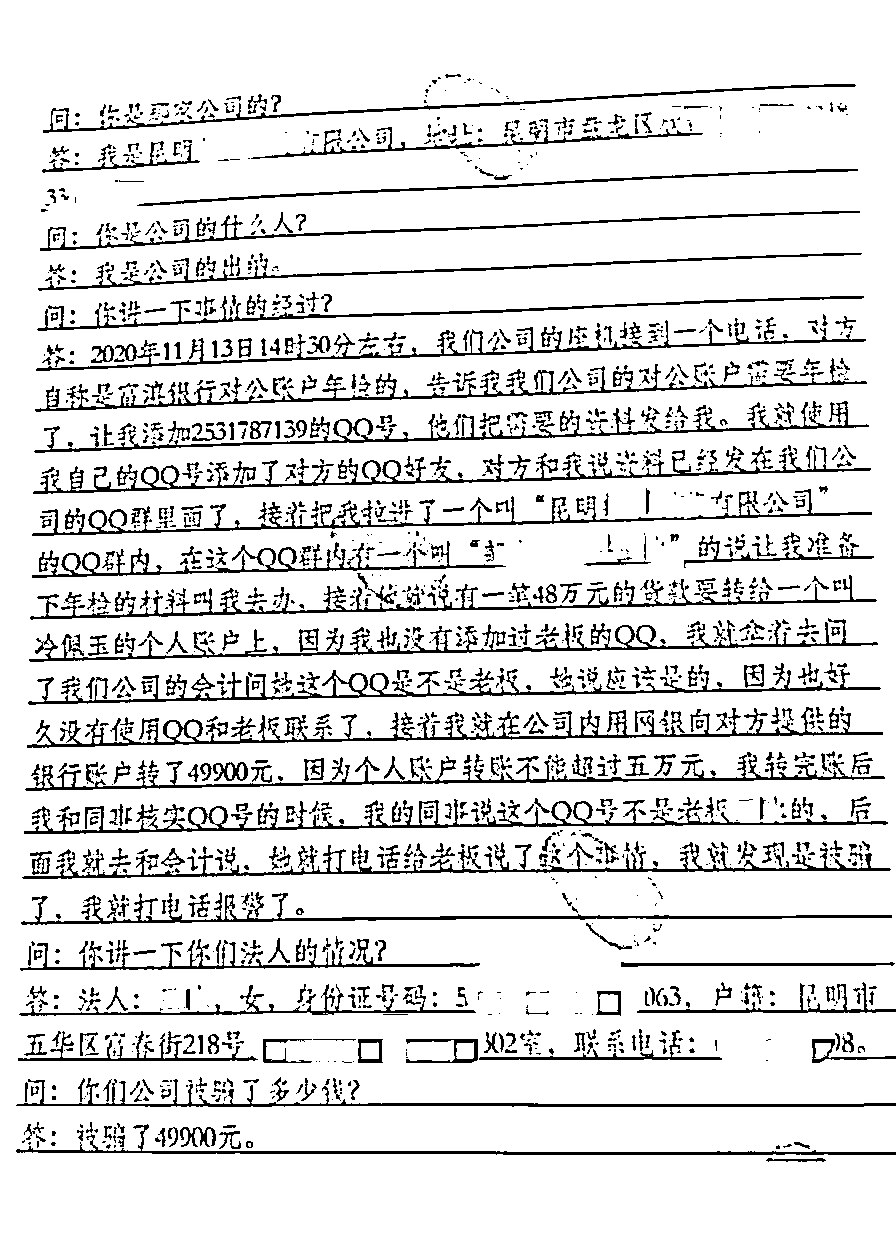 问：你是那家公司的？
答：我是昆明 有限公司，地址：昆明市盘龙区
33
问：你是公司的什么人？
答：我是公司的出纳。
问：你讲一下事情的经过？
答：2020年11月13日14时30分左右，我们公司的座机接到一个电话，对方
自称是富滇银行对公账户年检的，告诉我我们公司的对公账户需要年检
了，让我添加2531787139的QQ号，他们把需要的资料发给我。我就使用
我自己的QQ号添加了对方的QQ好友，对方和我说资料已经发在我们公
司的QQ群里面了，接着把我拉进了一个叫“昆明 有限公司”
的QQ群内，在这个QQ群内有一个叫“ ”的说让我准备
下年检的材料叫我去办，接着他就说有一笔48万元的货款要转给一个叫
冷佩玉的个人账户上，因为我也没有添加过老板的QQ，我就拿着去问
了我们公司的会计问她这个QQ是不是老板，她说应该是的，因为也好
久没有使用QQ和老板联系了，接着我就在公司内用网银向对方提供的
银行账户转了49900元，因为个人账户转账不能超过五万元，我转完账后
我和同事核实QQ号的时候，我的同事说这个QQ号不是老板 的，后
面我就去和会计说，她就打电话给老板说了这个事情，我就发现是被骗
了，我就打电话报警了。
问：你讲一下你们法人的情况？
答：法人： ，女，身份证号码：5 063，户籍：昆明市
五华区富春街218号 802室，联系电话： 08。
问：你们公司被骗了多少钱？
答：被骗了49900元。